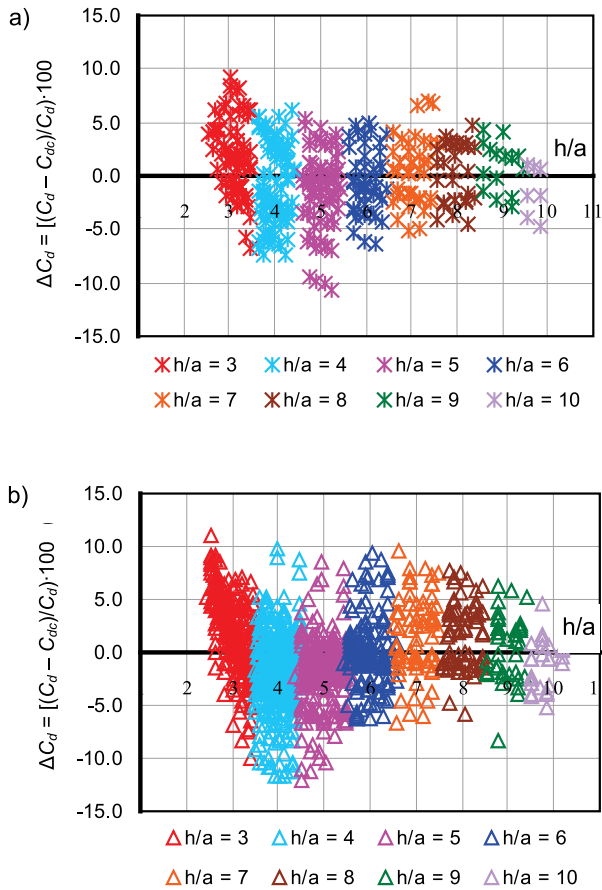 a)
15.0
10.0
5.0
0.0
-5.0
-10.0
-15.0
ΔC_d = [(C_d – C_dc)/C_d)·100
h/a
2 3 4 5 6 7 8 9 10 11
h/a = 3 h/a = 4 h/a = 5 h/a = 6
h/a = 7 h/a = 8 h/a = 9 h/a = 10
b)
15.0
10.0
5.0
0.0
-5.0
-10.0
-15.0
ΔC_d = [(C_d – C_dc)/C_d)·100
h/a
2 3 4 5 6 7 8 9 10 11
h/a = 3 h/a = 4 h/a = 5 h/a = 6
h/a = 7 h/a = 8 h/a = 9 h/a = 10